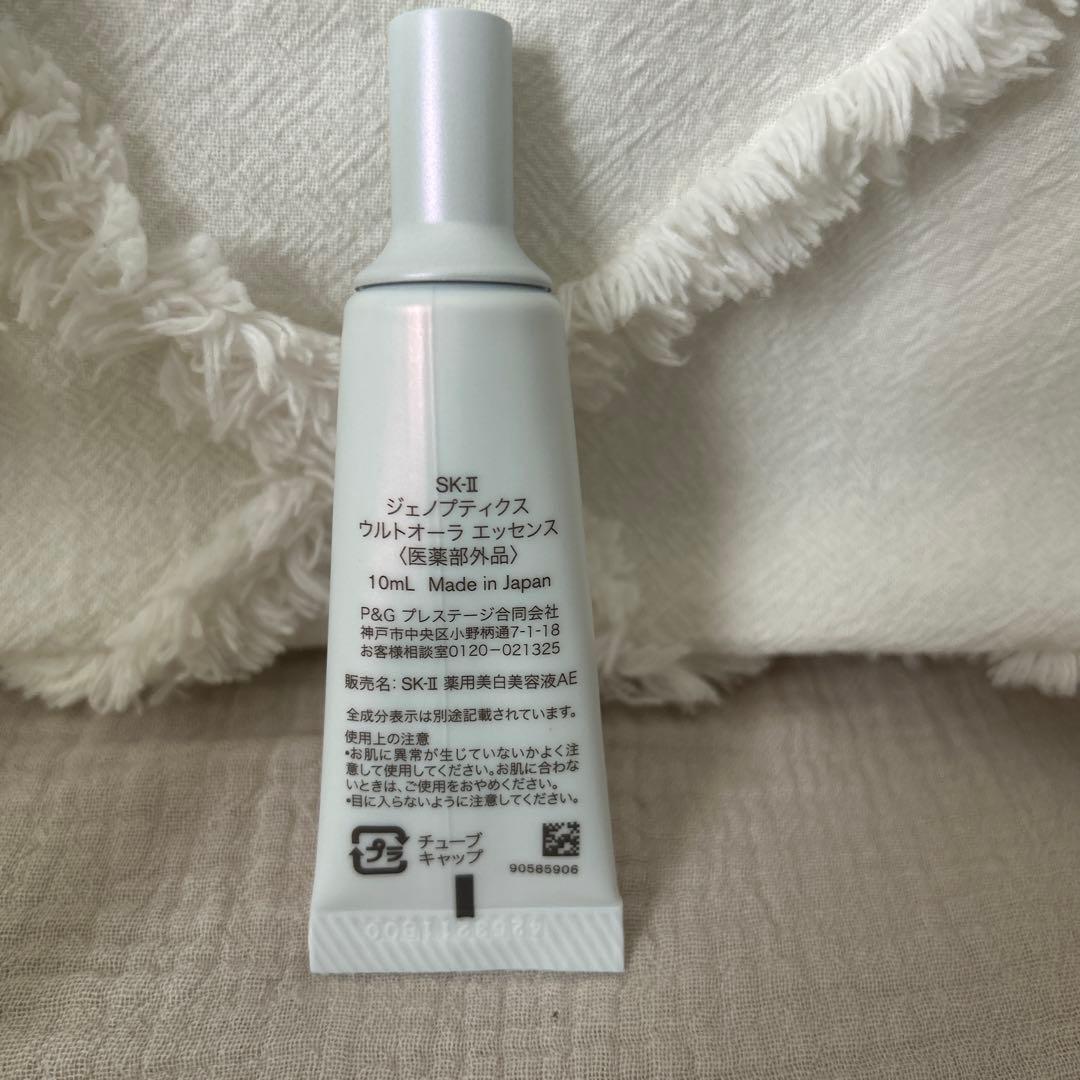 SK-II
ジェノプティクス
ウルトオーラ エッセンス
〈医薬部外品〉
10mL Made in Japan
P&G プレステージ合同会社
神戸市中央区小野柄通7-1-18
お客様相談室0120-021325
販売名: SK-II 薬用美白美容液AE
全成分表示は別途記載されています。
使用上の注意
•お肌に異常が生じていないかよく注
意して使用してください。お肌に合わな
いときは、ご使用をおやめください。
•目に入らないように注意してください。
プラ
チューブ
キャップ
90585906